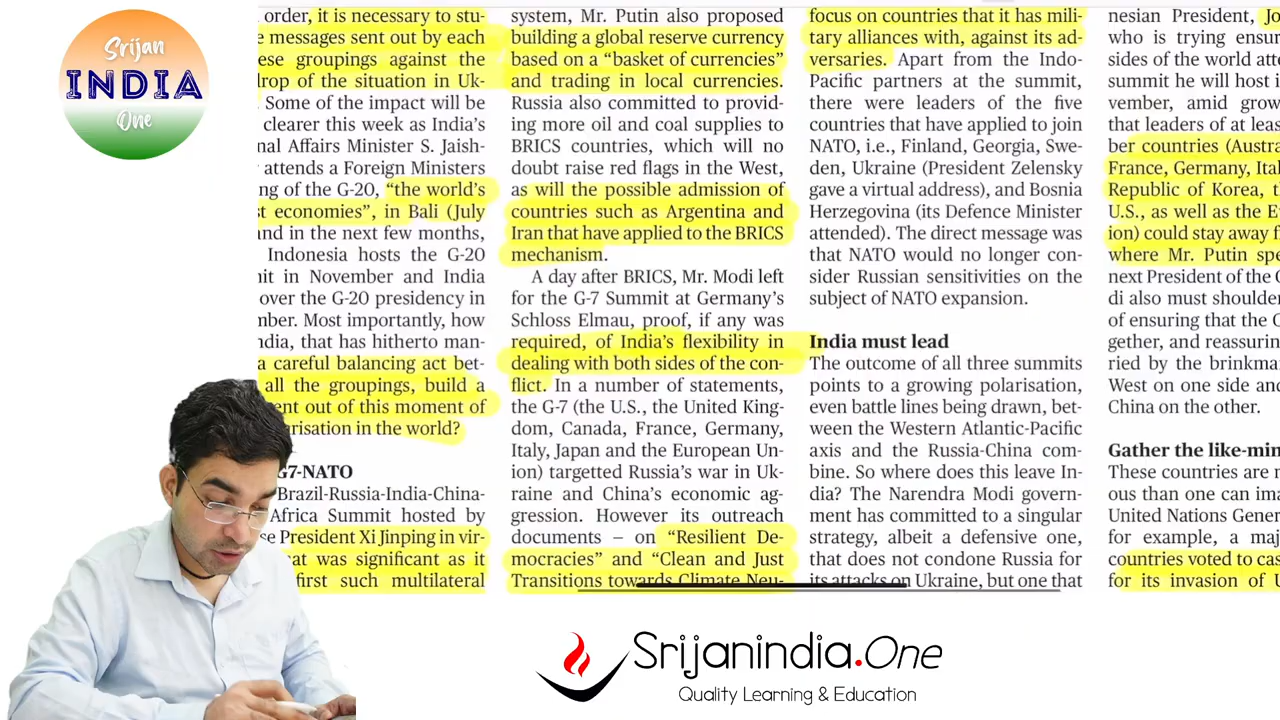 Srijan
INDIA
One
order, it is necessary to stu-
messages sent out by each
ese groupings against the
drop of the situation in Uk-
Some of the impact will be
clearer this week as India's
nal Affairs Minister S. Jaish-
attends a Foreign Ministers
ng of the G-20, “the world’s
st economies”, in Bali (July
and in the next few months,
Indonesia hosts the G-20
it in November and India
over the G-20 presidency in
mber. Most importantly, how
ndia, that has hitherto man-
a careful balancing act bet-
all the groupings, build a
ent out of this moment of
arisation in the world?
G7-NATO
Brazil-Russia-India-China-
Africa Summit hosted by
se President Xi Jinping in vir-
at was significant as it
first such multilateral
system, Mr. Putin also proposed
building a global reserve currency
based on a “basket of currencies”
and trading in local currencies.
Russia also committed to provid-
ing more oil and coal supplies to
BRICS countries, which will no
doubt raise red flags in the West,
as will the possible admission of
countries such as Argentina and
Iran that have applied to the BRICS
mechanism.
A day after BRICS, Mr. Modi left
for the G-7 Summit at Germany’s
Schloss Elmau, proof, if any was
required, of India’s flexibility in
dealing with both sides of the con-
flict. In a number of statements,
the G-7 (the U.S., the United King-
dom, Canada, France, Germany,
Italy, Japan and the European Un-
ion) targetted Russia’s war in Uk-
raine and China’s economic ag-
gression. However its outreach
documents – on “Resilient De-
mocracies” and “Clean and Just
Transitions towards Climate Neu-
focus on countries that it has mili-
tary alliances with, against its ad-
versaries. Apart from the Indo-
Pacific partners at the summit,
there were leaders of the five
countries that have applied to join
NATO, i.e., Finland, Georgia, Swe-
den, Ukraine (President Zelensky
gave a virtual address), and Bosnia
Herzegovina (its Defence Minister
attended). The direct message was
that NATO would no longer con-
sider Russian sensitivities on the
subject of NATO expansion.
India must lead
The outcome of all three summits
points to a growing polarisation,
even battle lines being drawn, bet-
ween the Western Atlantic-Pacific
axis and the Russia-China com-
bine. So where does this leave In-
dia? The Narendra Modi govern-
ment has committed to a singular
strategy, albeit a defensive one,
that does not condone Russia for
its attacks on Ukraine, but one that
nesian President, Jo
who is trying ensur
sides of the world atte
summit he will host i
vember, amid grow
that leaders of at leas
ber countries (Austra
France, Germany, Ital
Republic of Korea, t
U.S., as well as the E
ion) could stay away f
where Mr. Putin spe
next President of the
di also must shoulder
of ensuring that the
gether, and reassurin
ried by the brinkma
West on one side and
China on the other.
Gather the like-min
These countries are
ous than one can ima
United Nations Gener
for example, a maj
countries voted to cas
for its invasion of U
Srijanindia.One
Quality Learning & Education